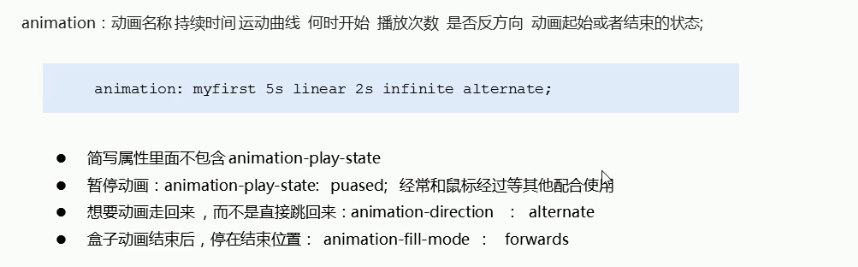 animation：动画名称 持续时间 运动曲线 何时开始 播放次数 是否反方向 动画起始或者结束的状态;
animation: myfirst 5s linear 2s infinite alternate;
● 简写属性里面不包含 animation-play-state
● 暂停动画：animation-play-state: puased; 经常和鼠标经过等其他配合使用
● 想要动画走回来 ，而不是直接跳回来：animation-direction ： alternate
● 盒子动画结束后，停在结束位置： animation-fill-mode ： forwards